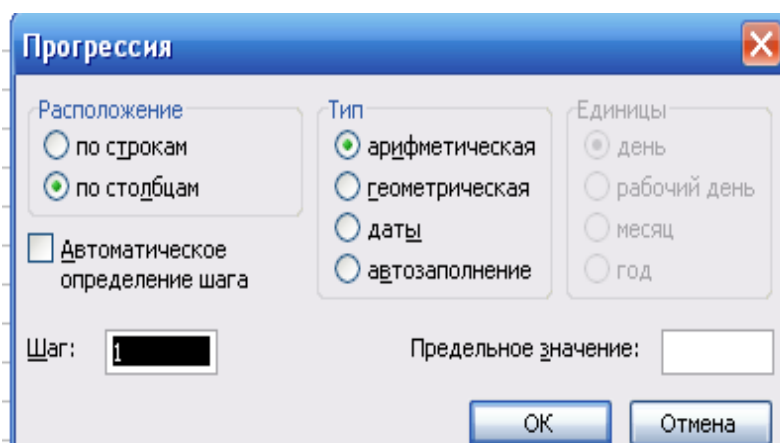 Прогрессия
Расположение
по строкам
по столбцам
Автоматическое
определение шага
Тип
арифметическая
геометрическая
даты
автозаполнение
Единицы
день
рабочий день
месяц
год
Шаг: 1
Предельное значение:
ОК
Отмена